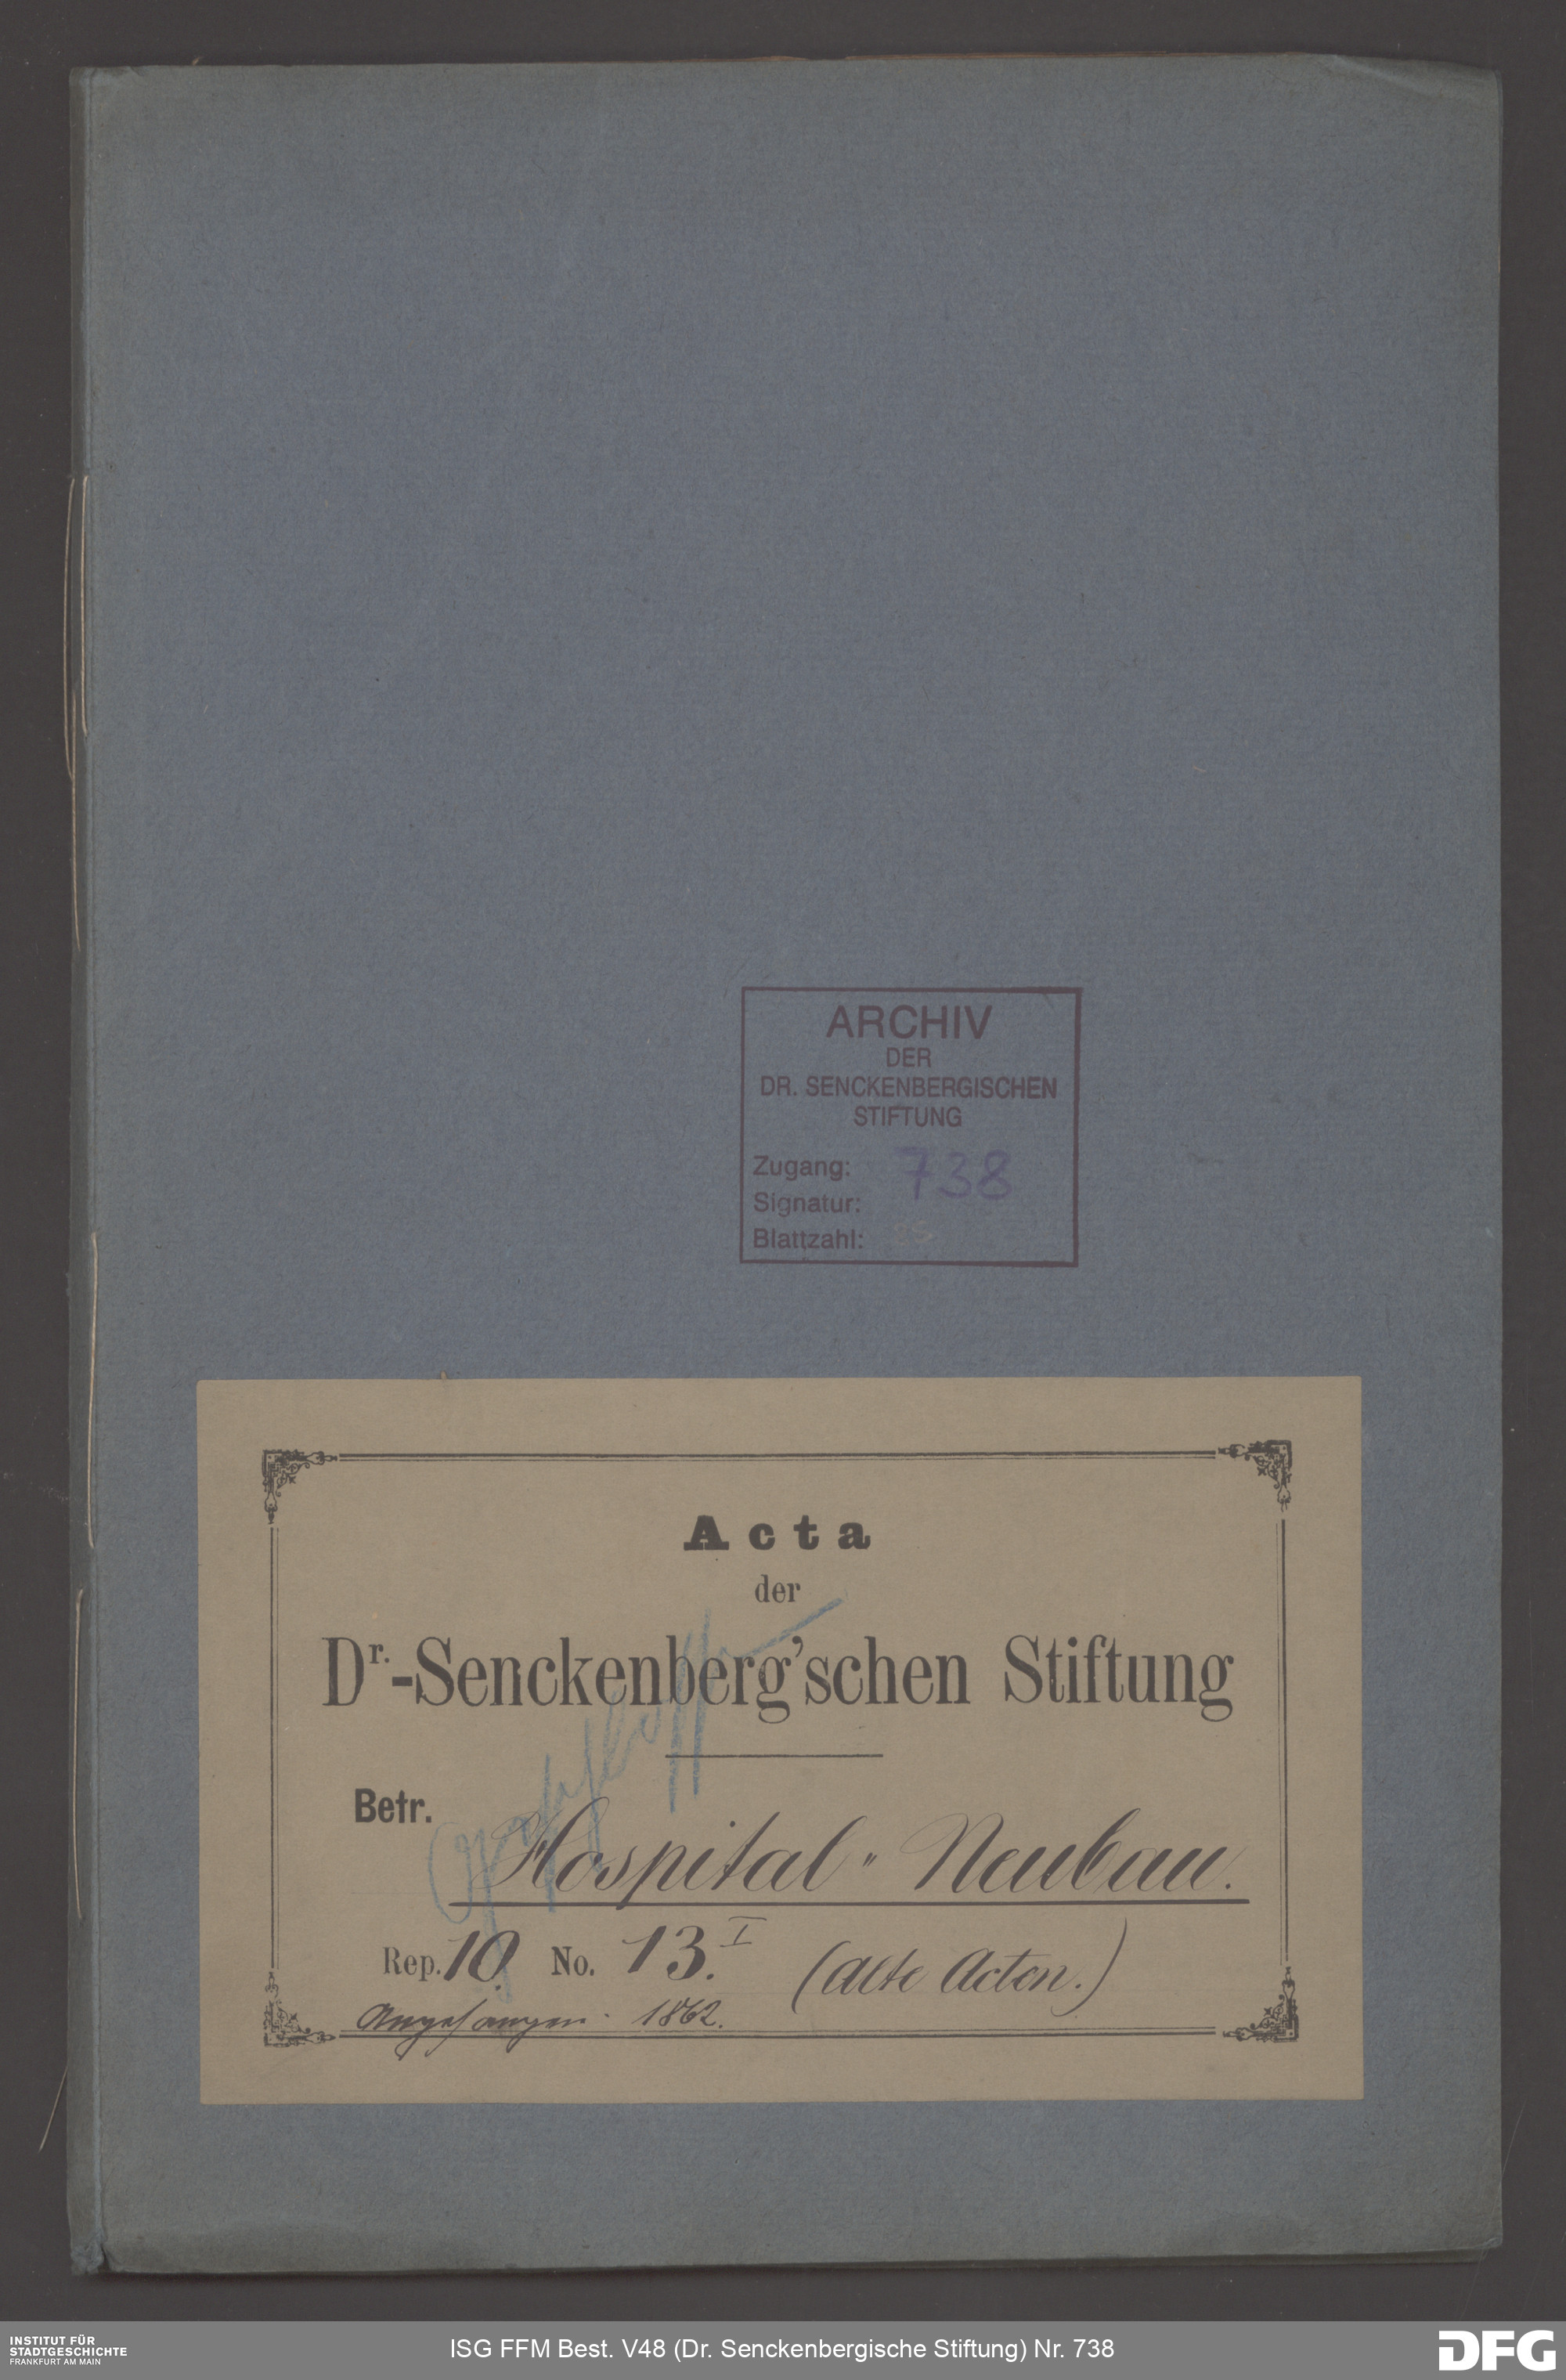 ARCHIV
DER
DR. SENCKENBERGISCHEN
STIFTUNG
Zugang: 738
Signatur:
Blattzahl:
Acta
der
Dr.-Senckenberg'schen Stiftung
Betr.
Hospital-Neubau.
Rep. 10. No. 13. I (alte Acten.)
Angefangen 1862.
INSTITUT FÜR
STADTGESCHICHTE
FRANKFURT AM MAIN
ISG FFM Best. V48 (Dr. Senckenbergische Stiftung) Nr. 738
DFG